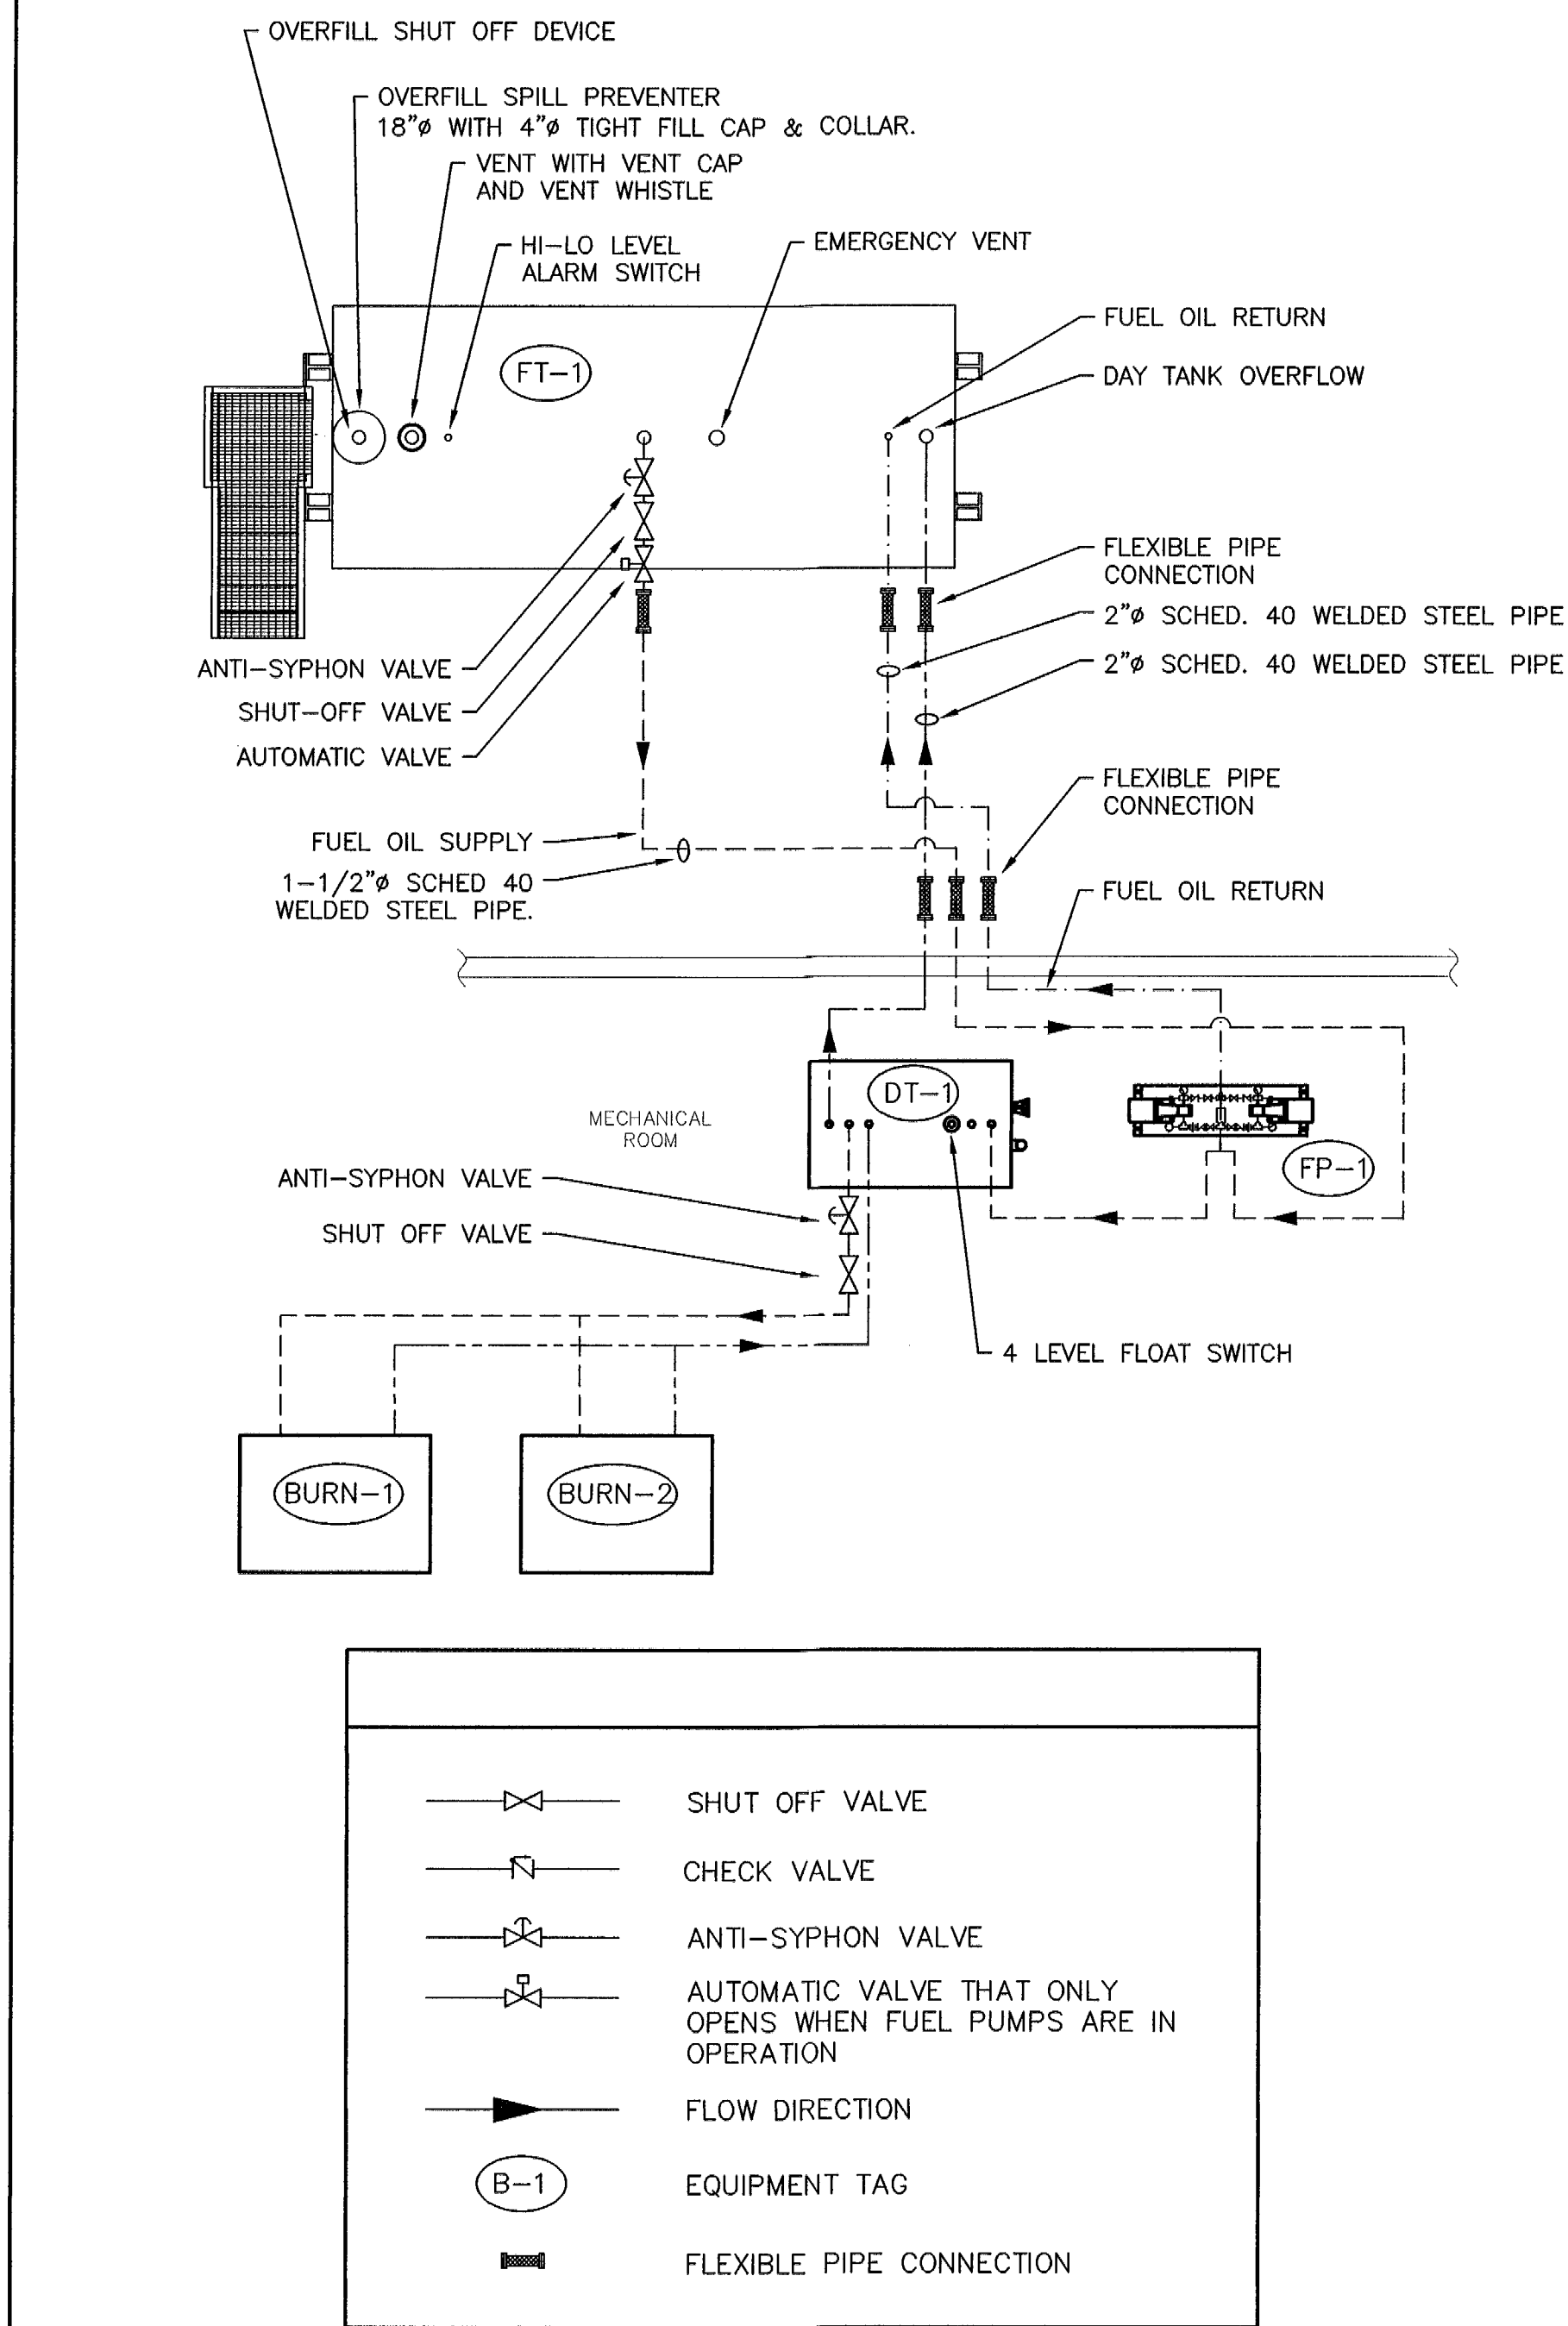 OVERFILL SHUT OFF DEVICE
OVERFILL SPILL PREVENTER
18"ø WITH 4"ø TIGHT FILL CAP & COLLAR.
VENT WITH VENT CAP
AND VENT WHISTLE
HI-LO LEVEL
ALARM SWITCH
EMERGENCY VENT
FUEL OIL RETURN
FT-1
DAY TANK OVERFLOW
FLEXIBLE PIPE
CONNECTION
2"ø SCHED. 40 WELDED STEEL PIPE
2"ø SCHED. 40 WELDED STEEL PIPE
ANTI-SYPHON VALVE
SHUT-OFF VALVE
AUTOMATIC VALVE
FLEXIBLE PIPE
CONNECTION
FUEL OIL SUPPLY
1-1/2"ø SCHED 40
WELDED STEEL PIPE.
FUEL OIL RETURN
DT-1
MECHANICAL
ROOM
FP-1
ANTI-SYPHON VALVE
SHUT OFF VALVE
4 LEVEL FLOAT SWITCH
BURN-1
BURN-2
SHUT OFF VALVE
CHECK VALVE
ANTI-SYPHON VALVE
AUTOMATIC VALVE THAT ONLY
OPENS WHEN FUEL PUMPS ARE IN
OPERATION
FLOW DIRECTION
B-1
EQUIPMENT TAG
FLEXIBLE PIPE CONNECTION